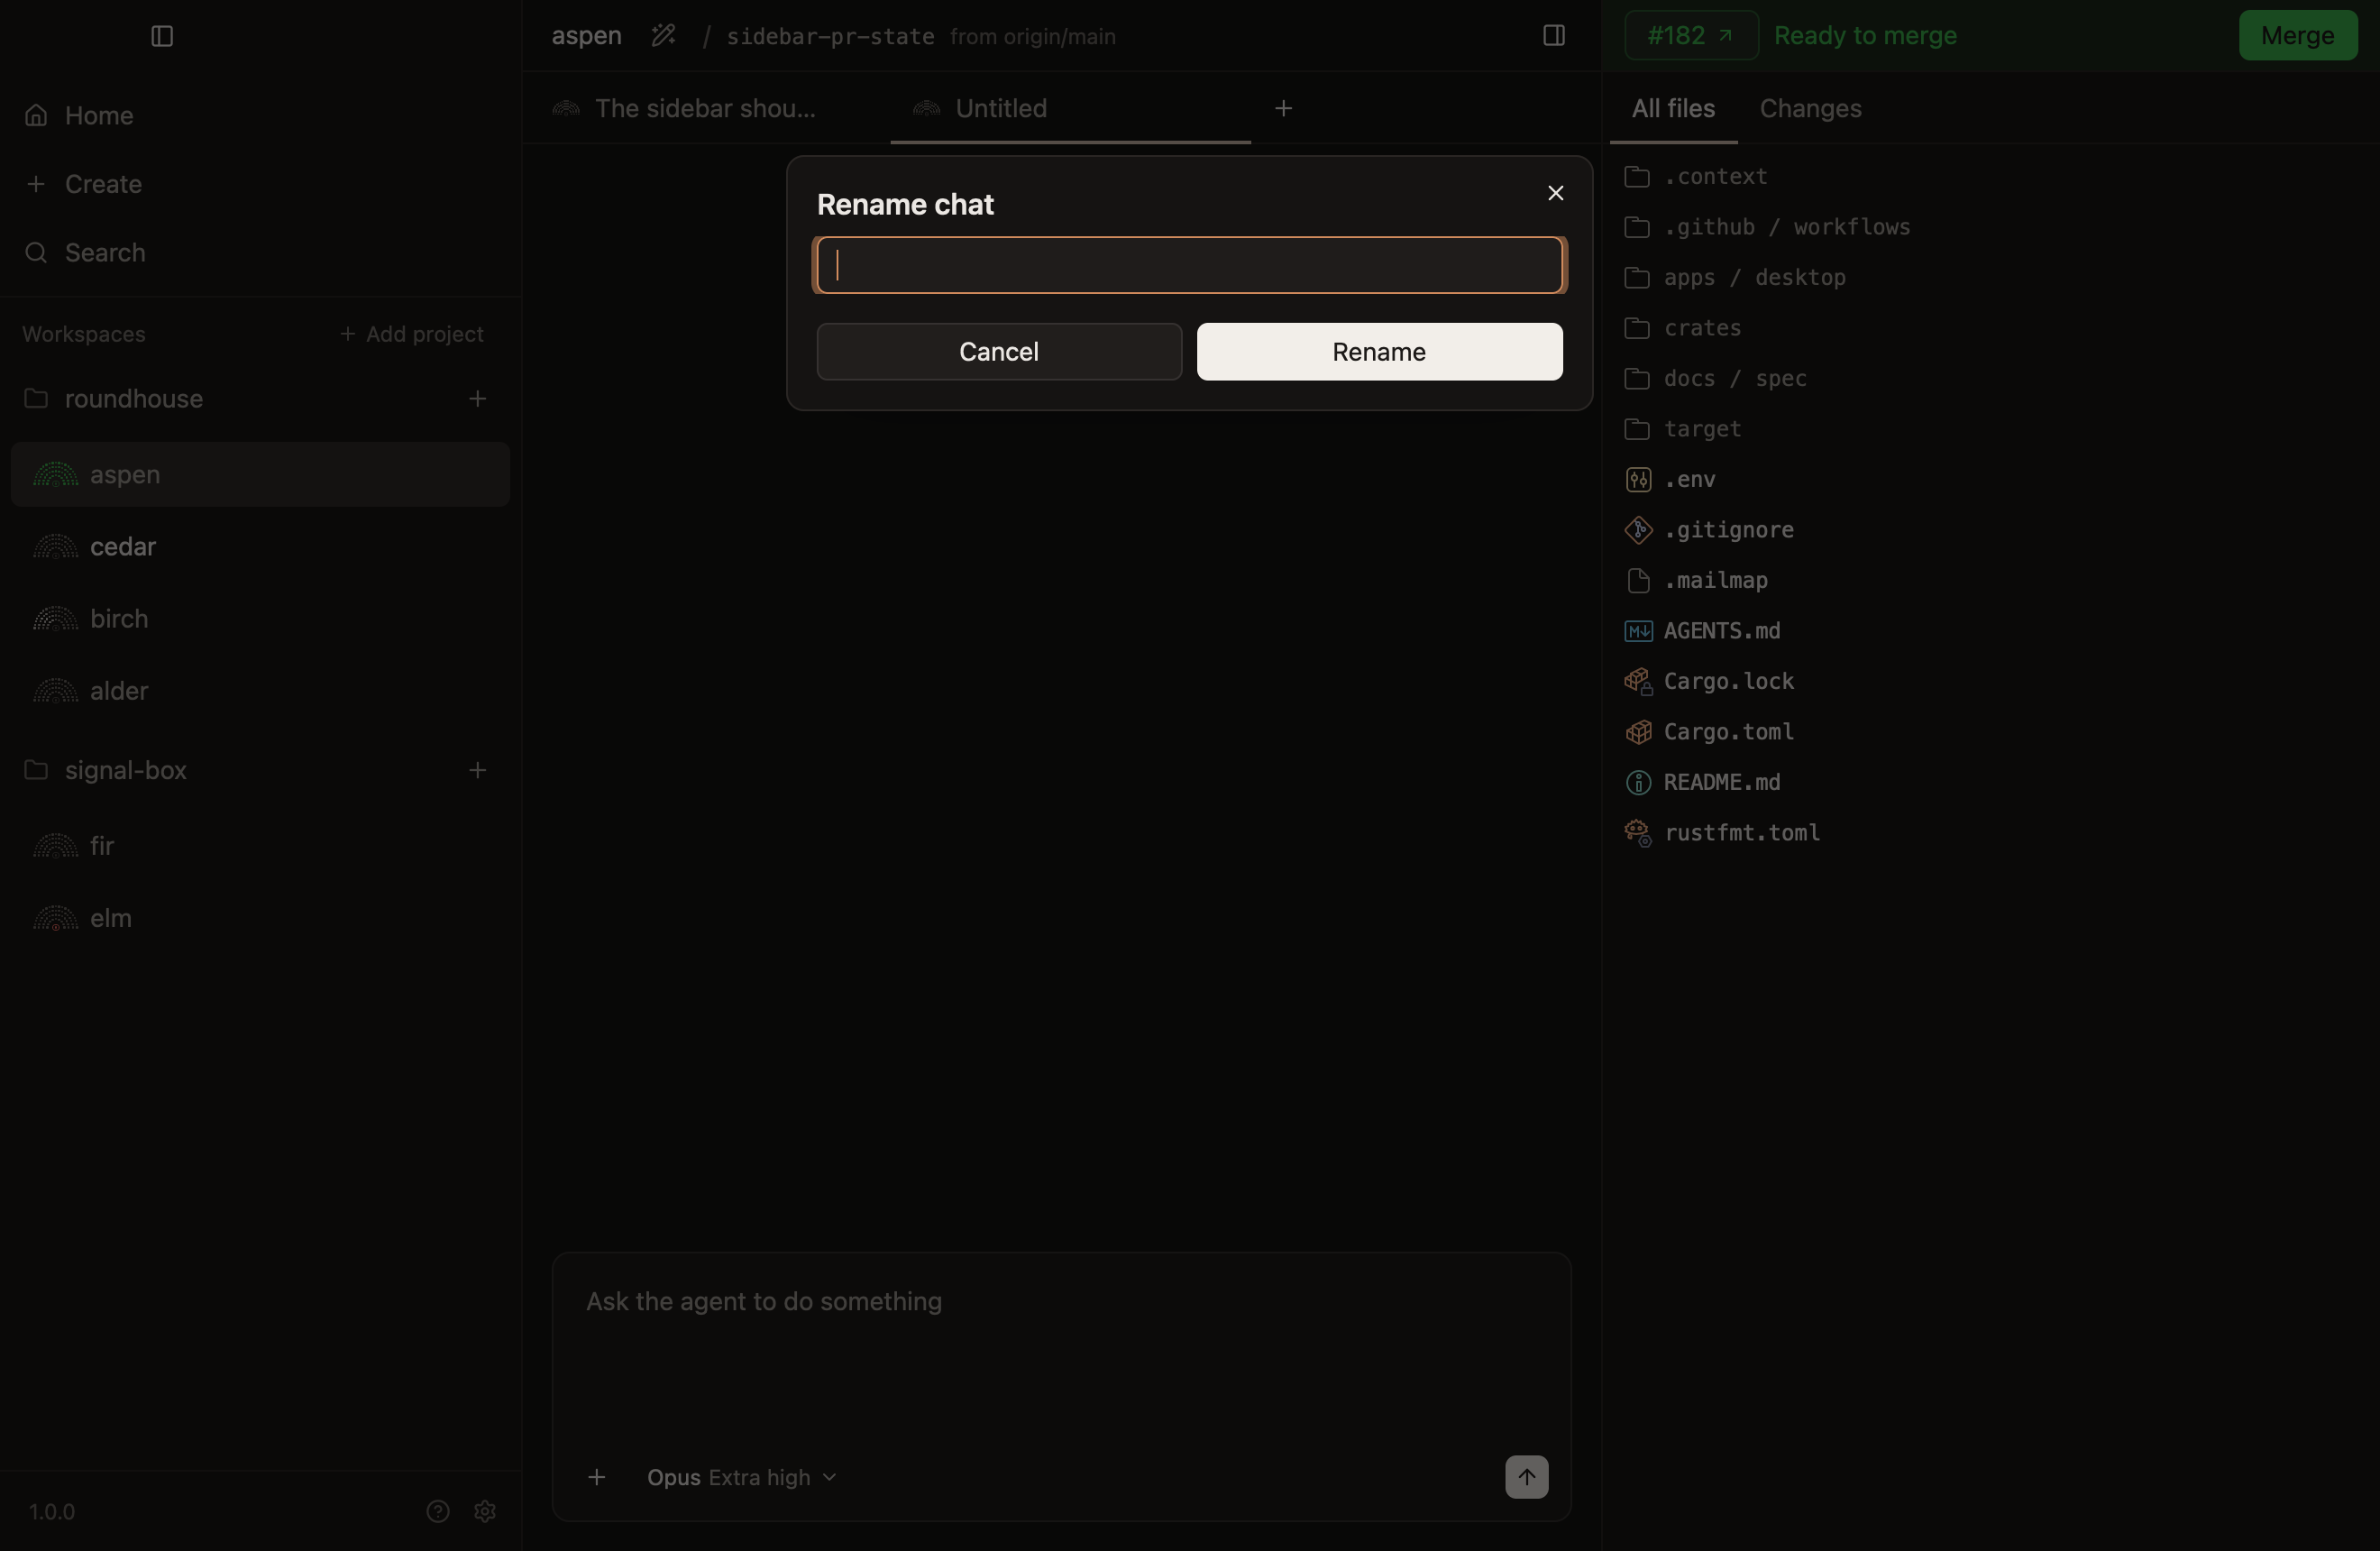 Home
Create
Search
Workspaces
Add project
roundhouse
aspen
cedar
birch
alder
signal-box
fir
elm
1.0.0
aspen / sidebar-pr-state from origin/main
The sidebar shou...
Untitled
Rename chat
Cancel
Rename
Ask the agent to do something
Opus Extra high
#182
Ready to merge
Merge
All files
Changes
.context
.github / workflows
apps / desktop
crates
docs / spec
target
.env
.gitignore
.mailmap
AGENTS.md
Cargo.lock
Cargo.toml
README.md
rustfmt.toml